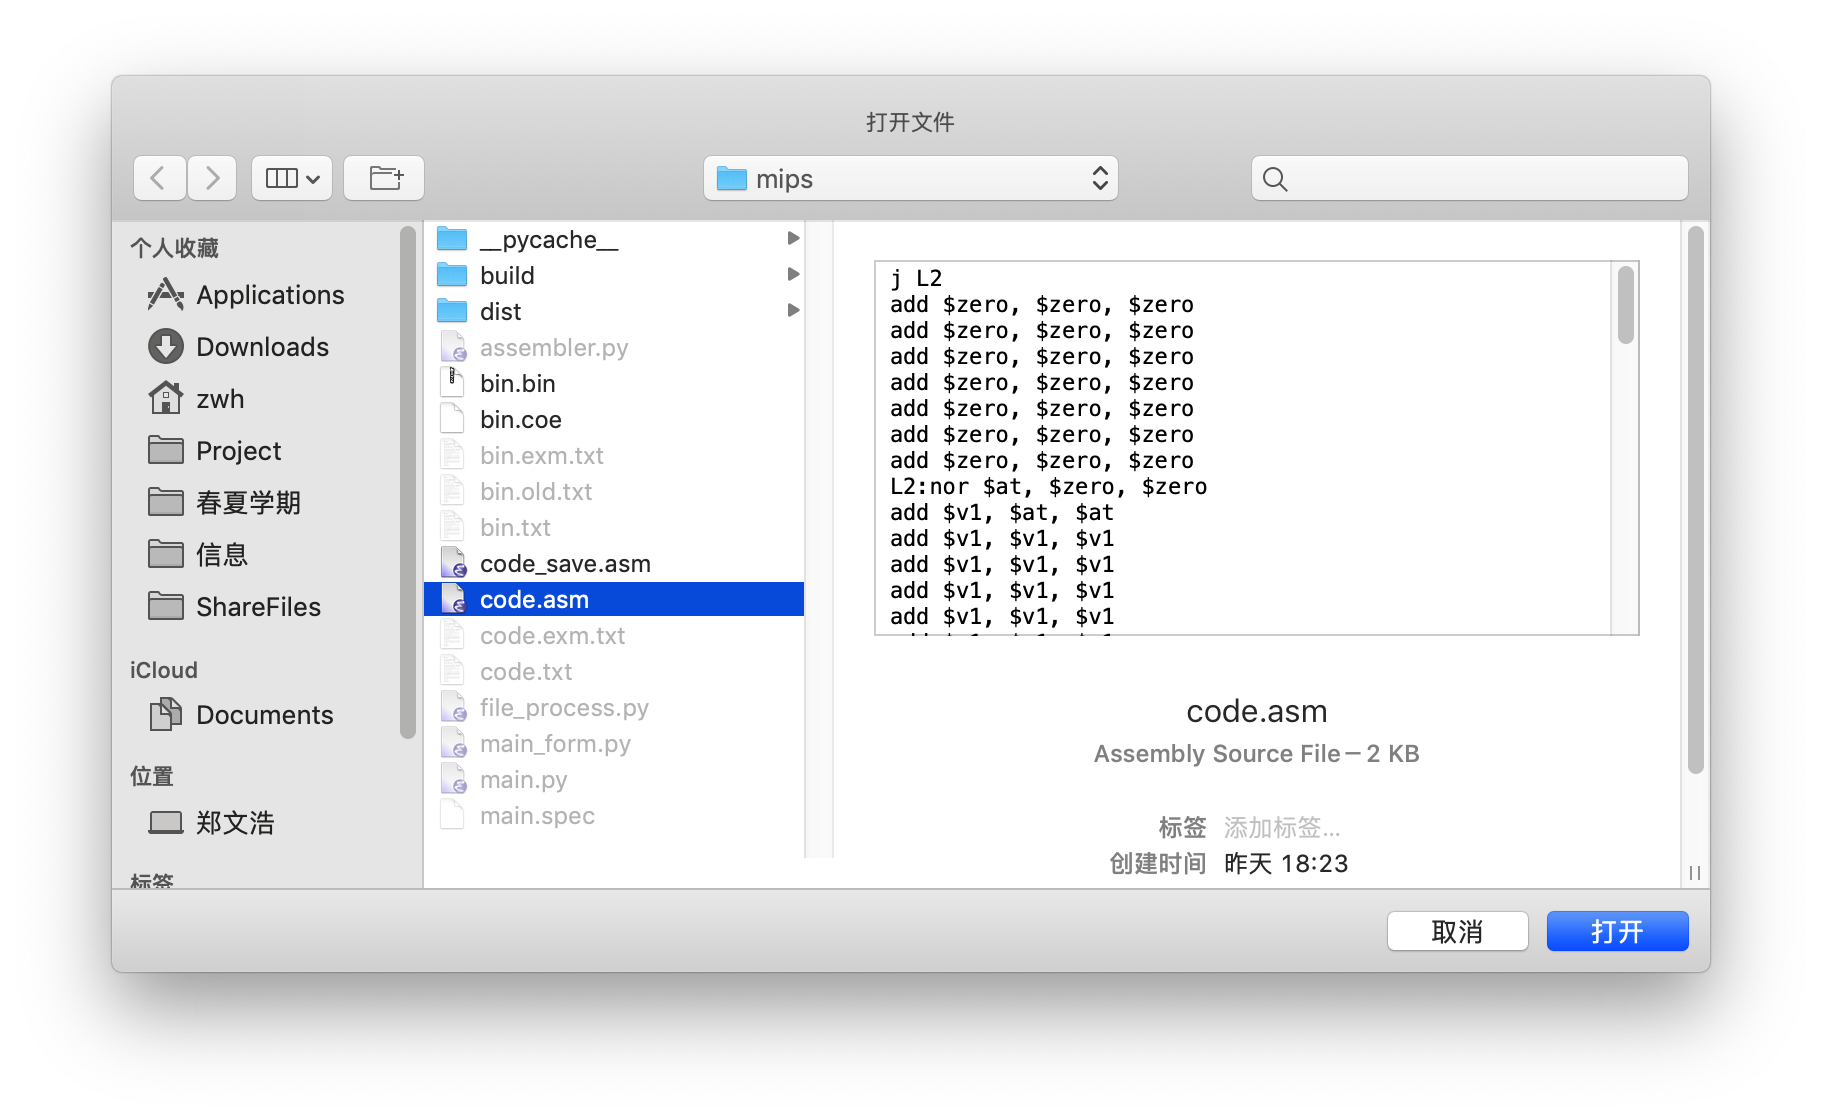 打开文件
mips
个人收藏
Applications
Downloads
zwh
Project
春夏学期
信息
ShareFiles
iCloud
Documents
位置
郑文浩
标签
__pycache__
build
dist
assembler.py
bin.bin
bin.coe
bin.exm.txt
bin.old.txt
bin.txt
code_save.asm
code.asm
code.exm.txt
code.txt
file_process.py
main_form.py
main.py
main.spec
j L2
add $zero, $zero, $zero
add $zero, $zero, $zero
add $zero, $zero, $zero
add $zero, $zero, $zero
add $zero, $zero, $zero
add $zero, $zero, $zero
add $zero, $zero, $zero
L2:nor $at, $zero, $zero
add $v1, $at, $at
add $v1, $v1, $v1
add $v1, $v1, $v1
add $v1, $v1, $v1
add $v1, $v1, $v1
code.asm
Assembly Source File – 2 KB
标签 添加标签...
创建时间 昨天 18:23
取消
打开